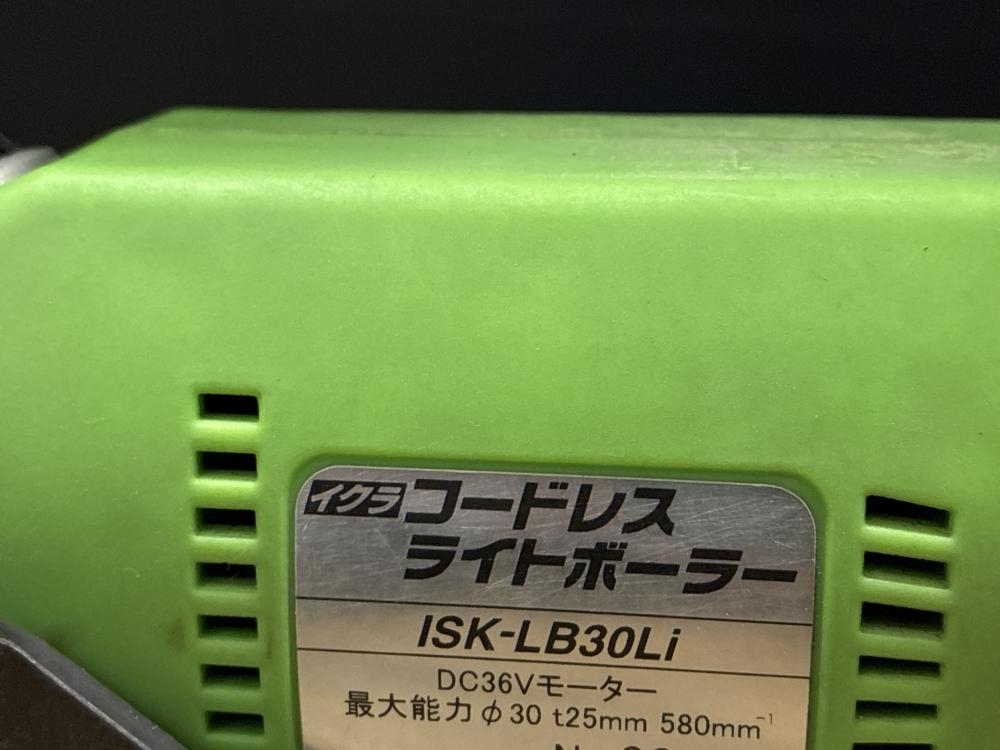 イクラ コードレス
ライトボーラー
ISK-LB30Li
DC36Vモーター
最大能力 φ30 t25mm 580mm⁻¹